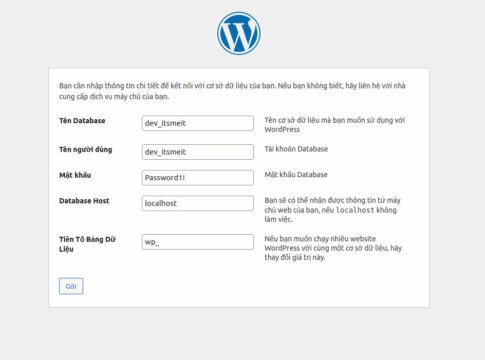 Bạn cần nhập thông tin chi tiết để kết nối với cơ sở dữ liệu của bạn. Nếu bạn không biết, hãy liên hệ với nhà
cung cấp dịch vụ máy chủ của bạn.
Tên Database
dev_itsmeit
Tên cơ sở dữ liệu mà bạn muốn sử dụng với
WordPress
Tên người dùng
dev_itsmeit
Tài khoản Database
Mật khẩu
Password1!
Mật khẩu Database
Database Host
localhost
Bạn sẽ có thể nhận được thông tin từ máy
chủ web của bạn, nếu localhost không
làm việc.
Tiền Tố Bảng Dữ
Liệu
wp_
Nếu bạn muốn chạy nhiều website
WordPress với cùng một cơ sở dữ liệu, hãy
thay đổi giá trị này.
Gửi